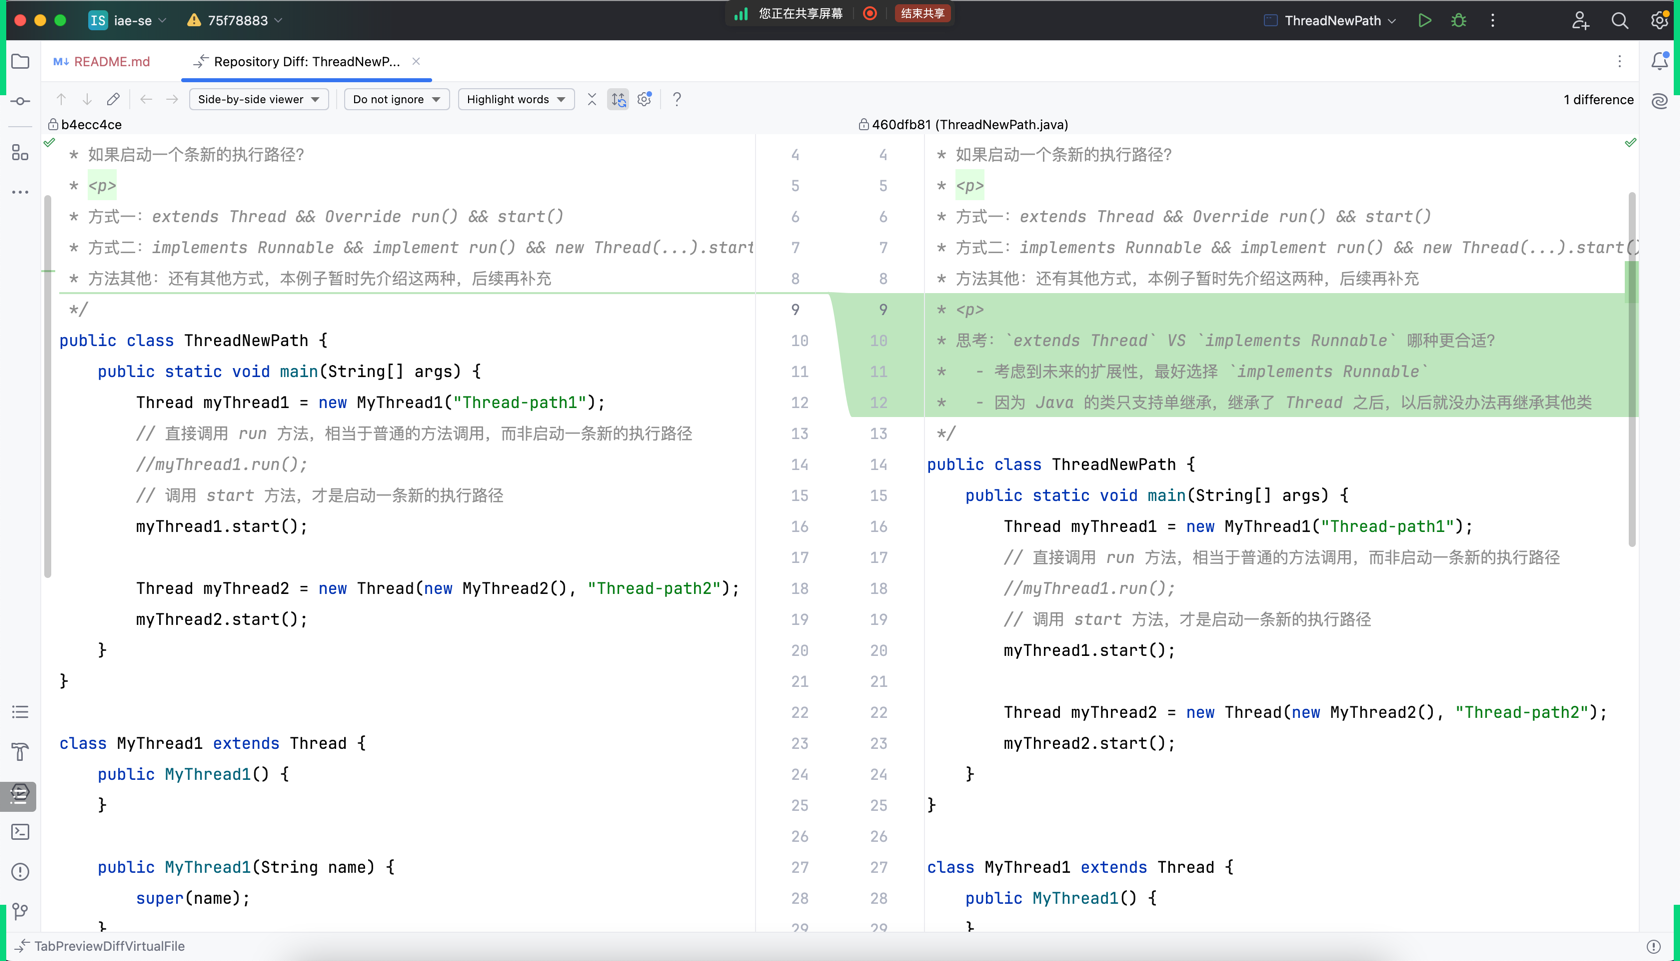 IS iae-se 75f78883 您正在共享屏幕 结束共享 ThreadNewPath
M↓ README.md Repository Diff: ThreadNewP...
Side-by-side viewer Do not ignore Highlight words ? 1 difference
b4ecc4ce
* 如果启动一个条新的执行路径?
* <p>
* 方式一: extends Thread && Override run() && start()
* 方式二: implements Runnable && implement run() && new Thread(...).start
* 方法其他: 还有其他方式, 本例子暂时先介绍这两种, 后续再补充
*/
public class ThreadNewPath {
public static void main(String[] args) {
Thread myThread1 = new MyThread1("Thread-path1");
// 直接调用 run 方法, 相当于普通的方法调用, 而非启动一条新的执行路径
//myThread1.run();
// 调用 start 方法, 才是启动一条新的执行路径
myThread1.start();
Thread myThread2 = new Thread(new MyThread2(), "Thread-path2");
myThread2.start();
}
}
class MyThread1 extends Thread {
public MyThread1() {
}
public MyThread1(String name) {
super(name);
}
4 4
5 5
6 6
7 7
8 8
9 9
10 10
11 11
12 12
13 13
14 14
15 15
16 16
17 17
18 18
19 19
20 20
21 21
22 22
23 23
24 24
25 25
26 26
27 27
28 28
29 29
460dfb81 (ThreadNewPath.java)
* 如果启动一个条新的执行路径?
* <p>
* 方式一: extends Thread && Override run() && start()
* 方式二: implements Runnable && implement run() && new Thread(...).start()
* 方法其他: 还有其他方式, 本例子暂时先介绍这两种, 后续再补充
* <p>
* 思考: `extends Thread` VS `implements Runnable` 哪种更合适?
* - 考虑到未来的扩展性, 最好选择 `implements Runnable`
* - 因为 Java 的类只支持单继承, 继承了 Thread 之后, 以后就没办法再继承其他类
*/
public class ThreadNewPath {
public static void main(String[] args) {
Thread myThread1 = new MyThread1("Thread-path1");
// 直接调用 run 方法, 相当于普通的方法调用, 而非启动一条新的执行路径
//myThread1.run();
// 调用 start 方法, 才是启动一条新的执行路径
myThread1.start();
Thread myThread2 = new Thread(new MyThread2(), "Thread-path2");
myThread2.start();
}
}
class MyThread1 extends Thread {
public MyThread1() {
}
TabPreviewDiffVirtualFile